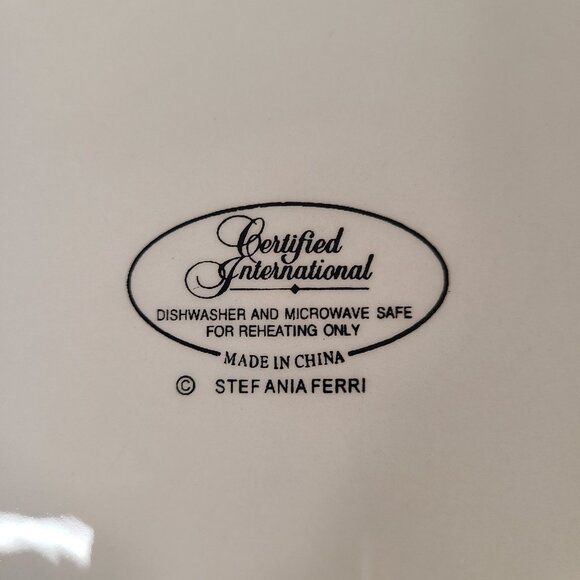 Certified
International
DISHWASHER AND MICROWAVE SAFE
FOR REHEATING ONLY
MADE IN CHINA
© STEFANIA FERRI